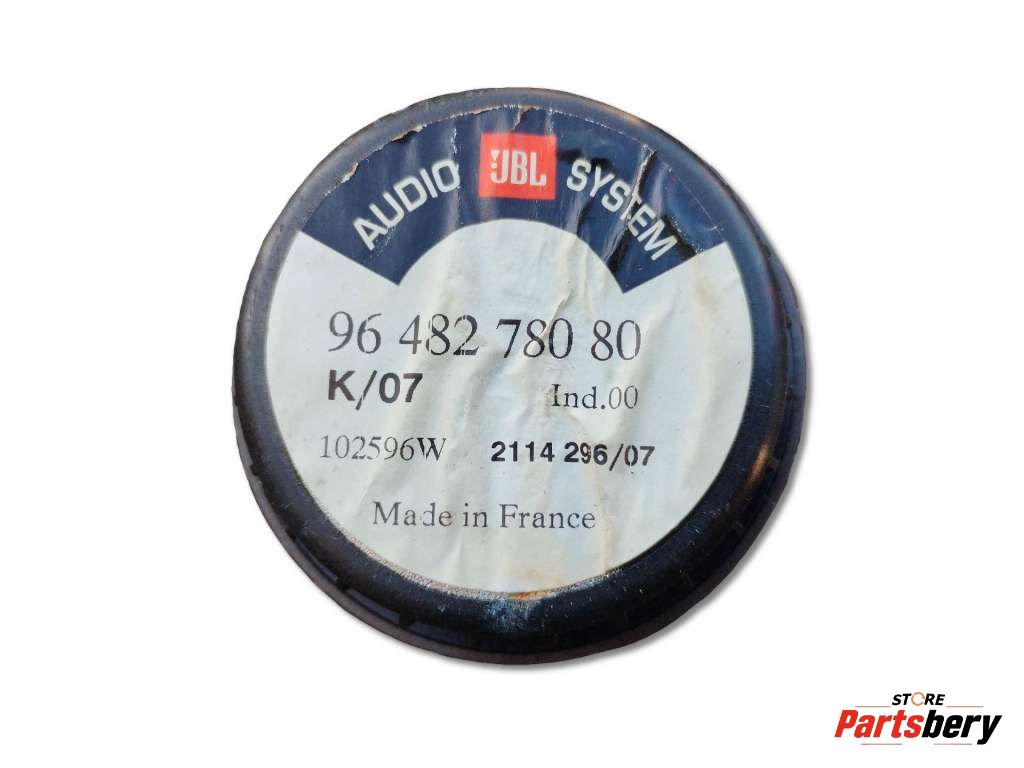 AUDIO JBL SYSTEM
96 482 780 80
K/07 Ind.00
102596W 2114 296/07
Made in France
STORE
Partsbery